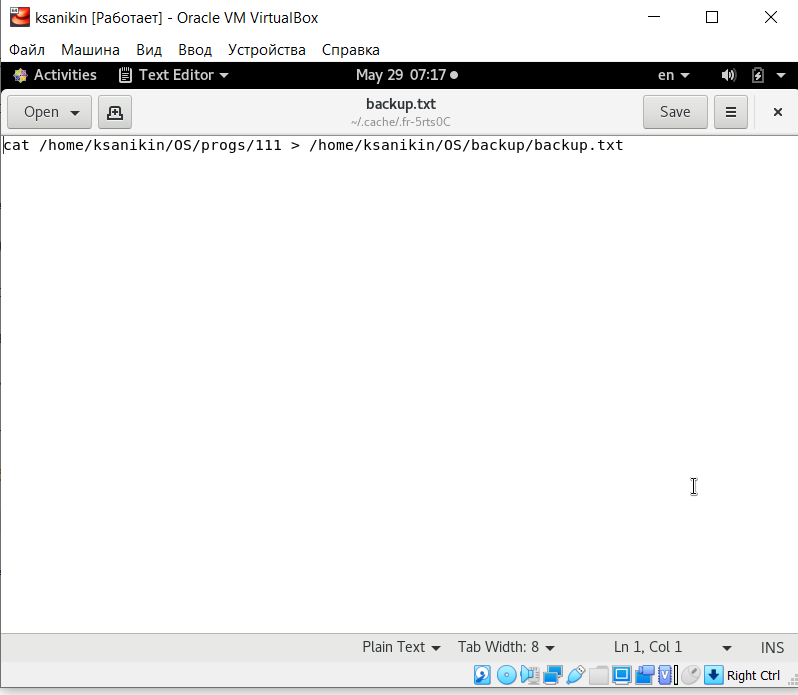 ksanikin [Работает] - Oracle VM VirtualBox
Файл Машина Вид Ввод Устройства Справка
Activities Text Editor May 29 07:17 en
Open backup.txt Save
~/.cache/.fr-5rts0C
cat /home/ksanikin/OS/progs/111 > /home/ksanikin/OS/backup/backup.txt
Plain Text Tab Width: 8 Ln 1, Col 1 INS
Right Ctrl